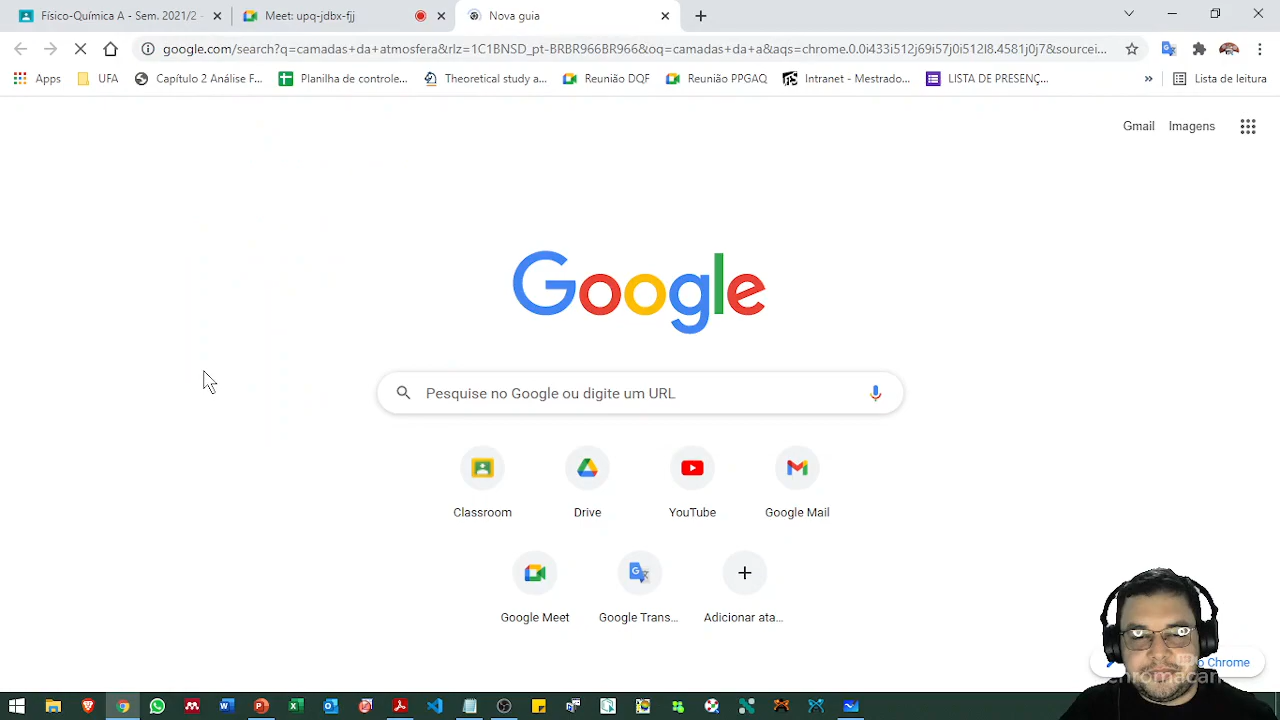 Físico-Química A - Sem. 2021/2 -
Meet: upq-jdbx-fjj
Nova guia
google.com/search?q=camadas+da+atmosfera&rlz=1C1BNSD_pt-BRBR966BR966&oq=camadas+da+a&aqs=chrome.0.0i433i512j69i57j0i512l8.4581j0j7&sourcei...
Apps
UFA
Capítulo 2 Análise F...
Planilha de controle...
Theoretical study a...
Reunião DQF
Reunião PPGAQ
Intranet - Mestrado...
LISTA DE PRESENÇ...
»
Lista de leitura
Gmail
Imagens
Google
Pesquise no Google ou digite um URL
Classroom
Drive
YouTube
Google Mail
Google Meet
Google Trans...
Adicionar ata...
o Chrome